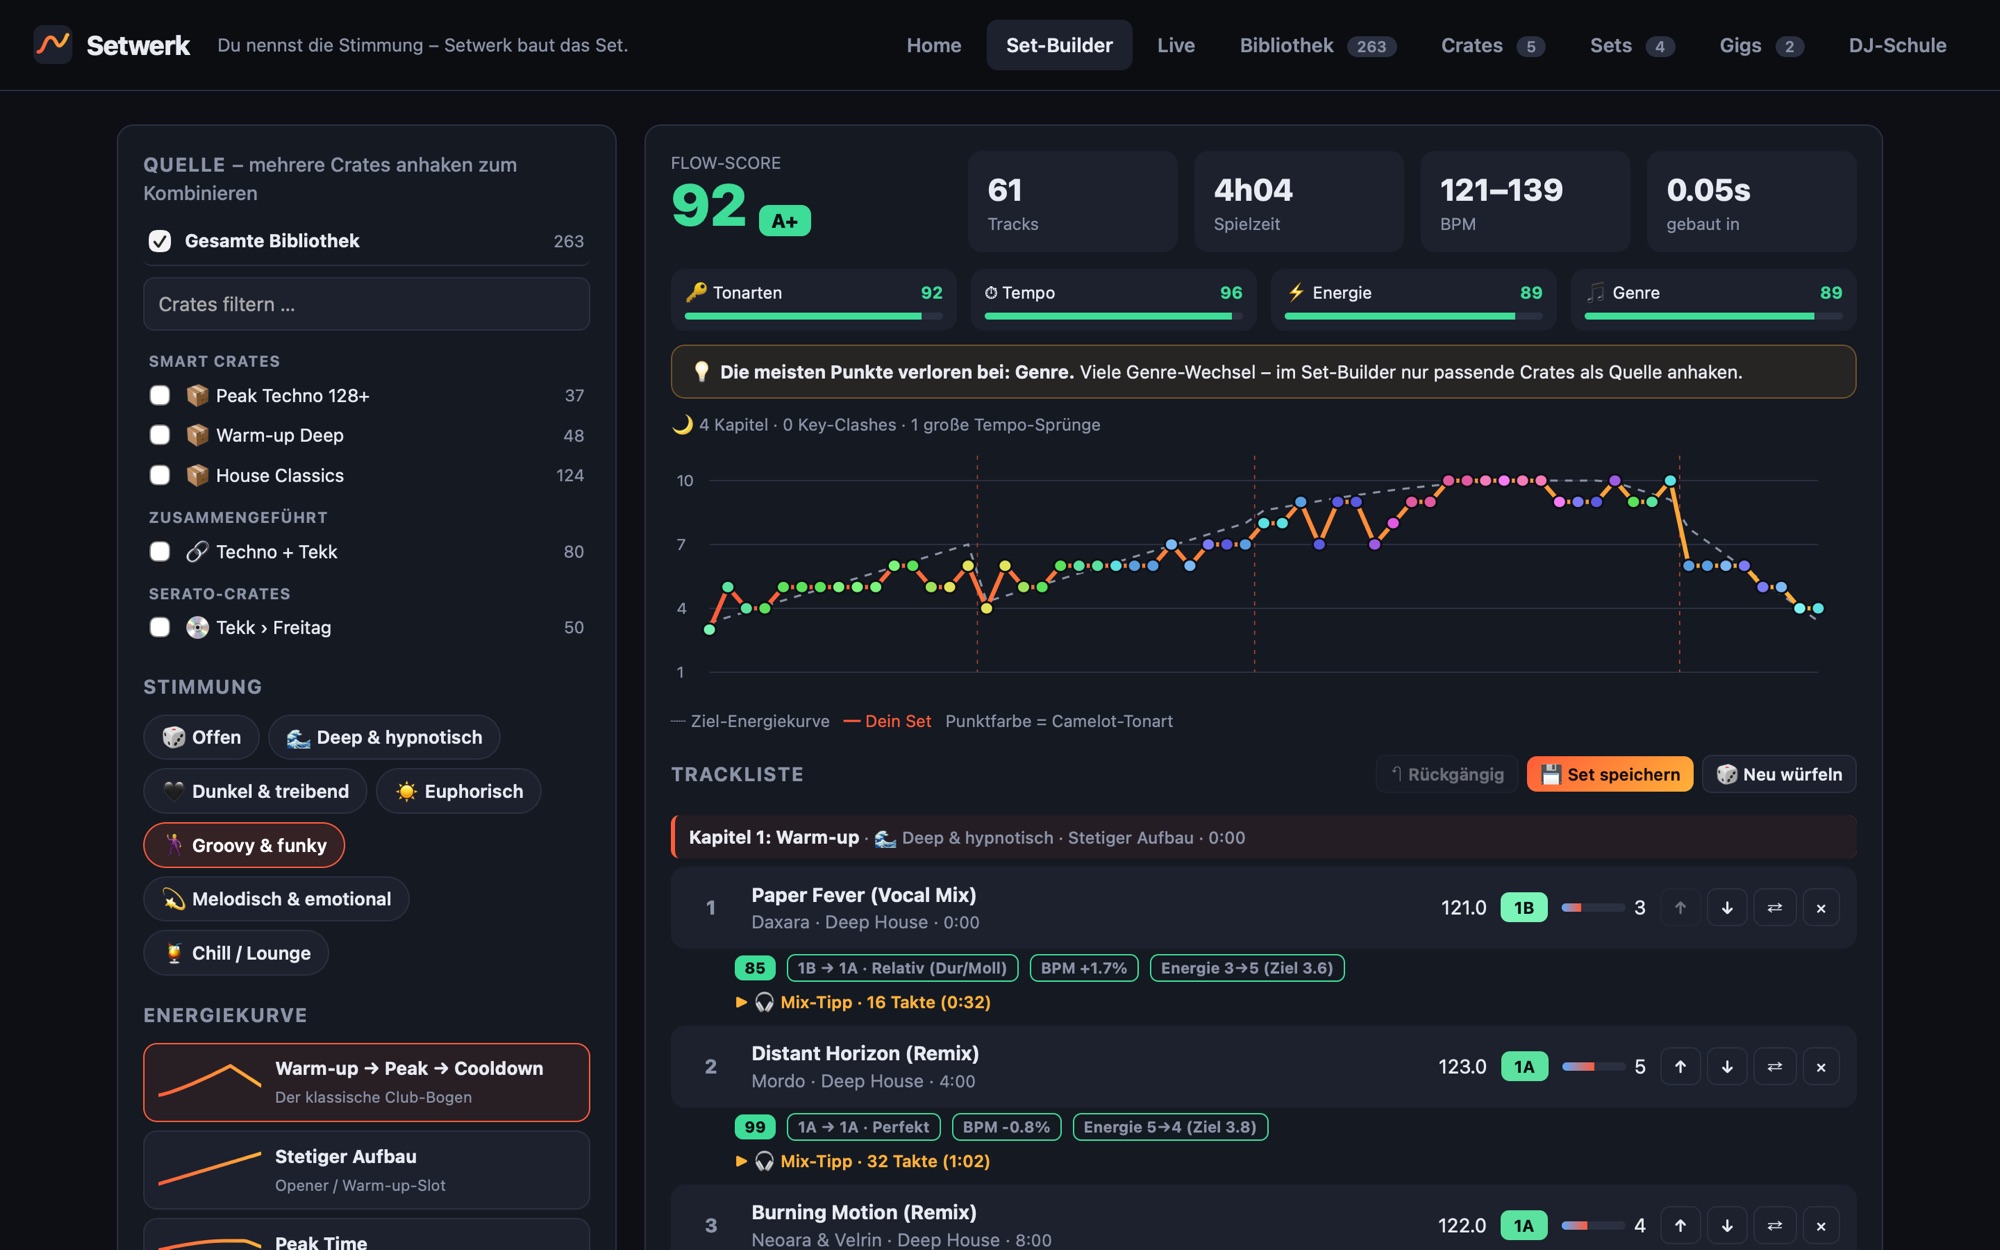 Setwerk
Du nennst die Stimmung – Setwerk baut das Set.
Home
Set-Builder
Live
Bibliothek 263
Crates 5
Sets 4
Gigs 2
DJ-Schule
QUELLE – mehrere Crates anhaken zum
Kombinieren
Gesamte Bibliothek 263
Crates filtern ...
SMART CRATES
Peak Techno 128+ 37
Warm-up Deep 48
House Classics 124
ZUSAMMENGEFÜHRT
Techno + Tekk 80
SERATO-CRATES
Tekk › Freitag 50
STIMMUNG
Offen
Deep & hypnotisch
Dunkel & treibend
Euphorisch
Groovy & funky
Melodisch & emotional
Chill / Lounge
ENERGIEKURVE
Warm-up → Peak → Cooldown
Der klassische Club-Bogen
Stetiger Aufbau
Opener / Warm-up-Slot
Peak Time
FLOW-SCORE
92 A+
61
Tracks
4h04
Spielzeit
121–139
BPM
0.05s
gebaut in
Tonarten 92
Tempo 96
Energie 89
Genre 89
Die meisten Punkte verloren bei: Genre. Viele Genre-Wechsel – im Set-Builder nur passende Crates als Quelle anhaken.
4 Kapitel · 0 Key-Clashes · 1 große Tempo-Sprünge
10
7
4
1
Ziel-Energiekurve
Dein Set
Punktfarbe = Camelot-Tonart
TRACKLISTE
Rückgängig
Set speichern
Neu würfeln
Kapitel 1: Warm-up · Deep & hypnotisch · Stetiger Aufbau · 0:00
1
Paper Fever (Vocal Mix)
Daxara · Deep House · 0:00
121.0 1B 3 ↑ ↓ ⇄ ×
85 1B → 1A · Relativ (Dur/Moll) BPM +1.7% Energie 3→5 (Ziel 3.6)
Mix-Tipp · 16 Takte (0:32)
2
Distant Horizon (Remix)
Mordo · Deep House · 4:00
123.0 1A 5 ↑ ↓ ⇄ ×
99 1A → 1A · Perfekt BPM -0.8% Energie 5→4 (Ziel 3.8)
Mix-Tipp · 32 Takte (1:02)
3
Burning Motion (Remix)
Neoara & Velrin · Deep House · 8:00
122.0 1A 4 ↑ ↓ ⇄ ×